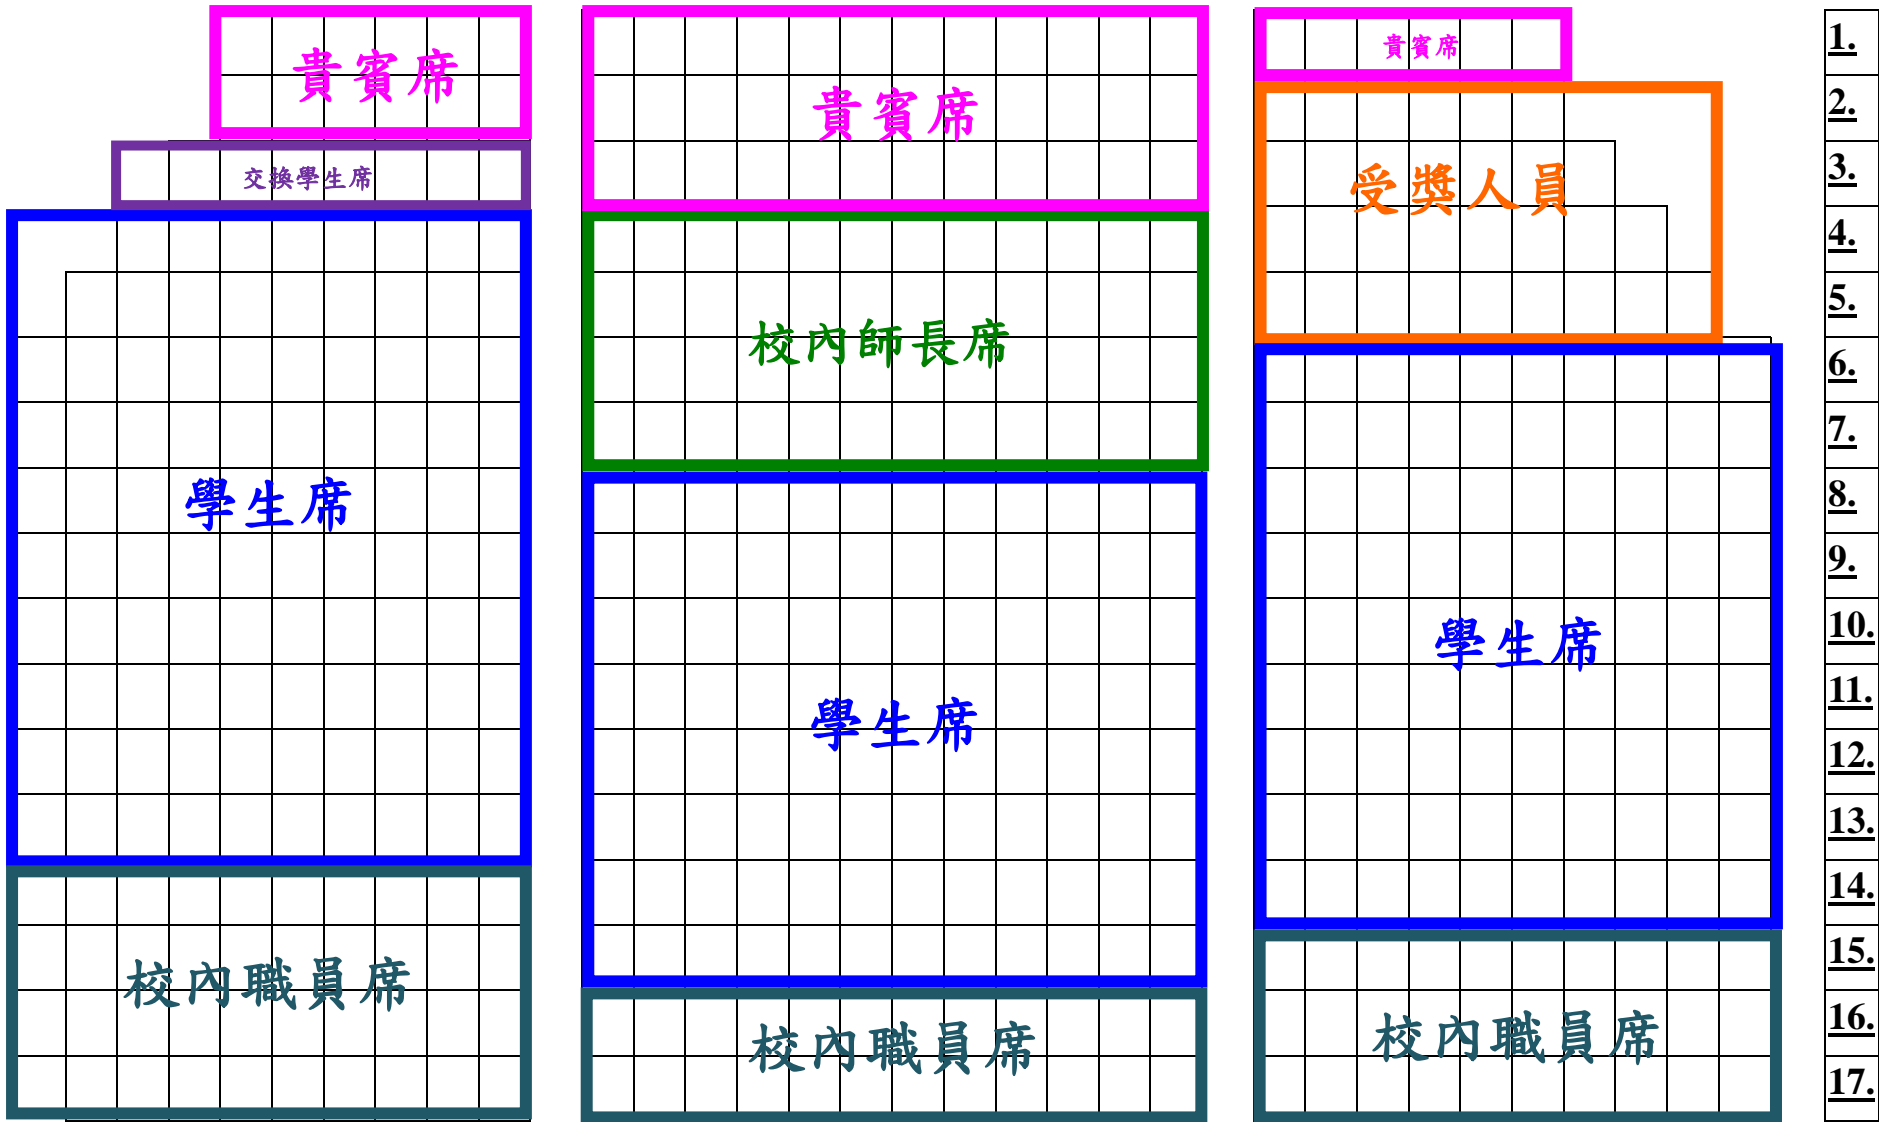 貴賓席
交換學生席
學生席
校內職員席
貴賓席
校內師長席
學生席
校內職員席
貴賓席
受獎人員
學生席
校內職員席
1.
2.
3.
4.
5.
6.
7.
8.
9.
10.
11.
12.
13.
14.
15.
16.
17.